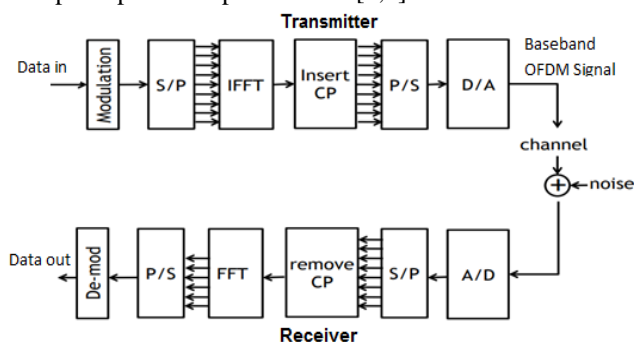 Transmitter
Baseband
OFDM Signal
Data in
Modulation
S/P
IFFT
Insert
CP
P/S
D/A
channel
noise
Data out
De-mod
P/S
FFT
remove
CP
S/P
A/D
Receiver